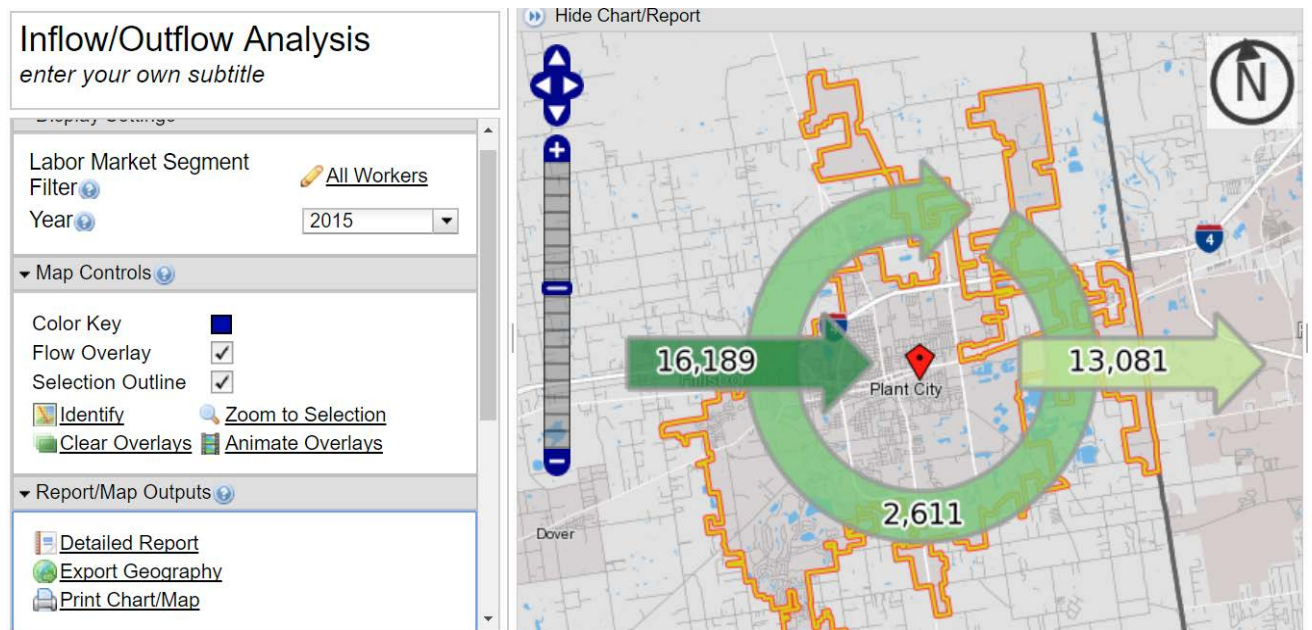 Inflow/Outflow Analysis
enter your own subtitle
Display Settings
Labor Market Segment
Filter
All Workers
Year
2015
Map Controls
Color Key
Flow Overlay
Selection Outline
Identify
Zoom to Selection
Clear Overlays
Animate Overlays
Report/Map Outputs
Detailed Report
Export Geography
Print Chart/Map
Hide Chart/Report
N
4
16,189
13,081
Plant City
2,611
Dover